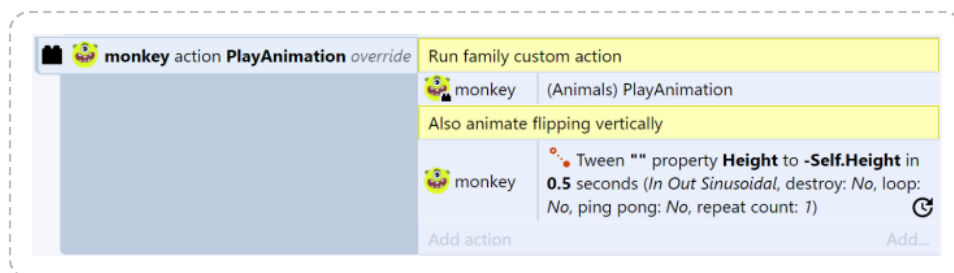 monkey action PlayAnimation override
Run family custom action
monkey
(Animals) PlayAnimation
Also animate flipping vertically
monkey
Tween "" property Height to -Self.Height in
0.5 seconds (In Out Sinusoidal, destroy: No, loop:
No, ping pong: No, repeat count: 1)
Add action
Add...